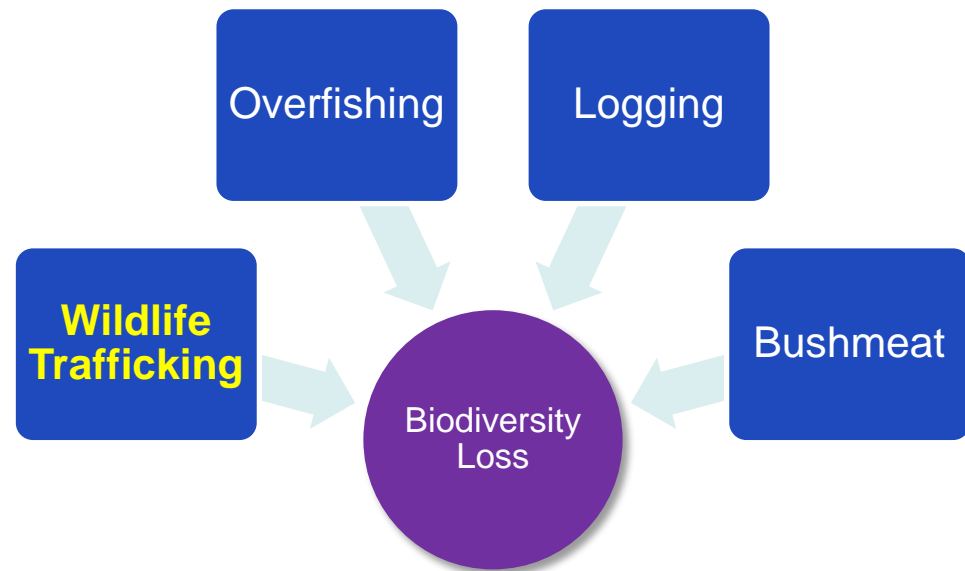 Overfishing
Logging
Wildlife
Trafficking
Bushmeat
Biodiversity
Loss